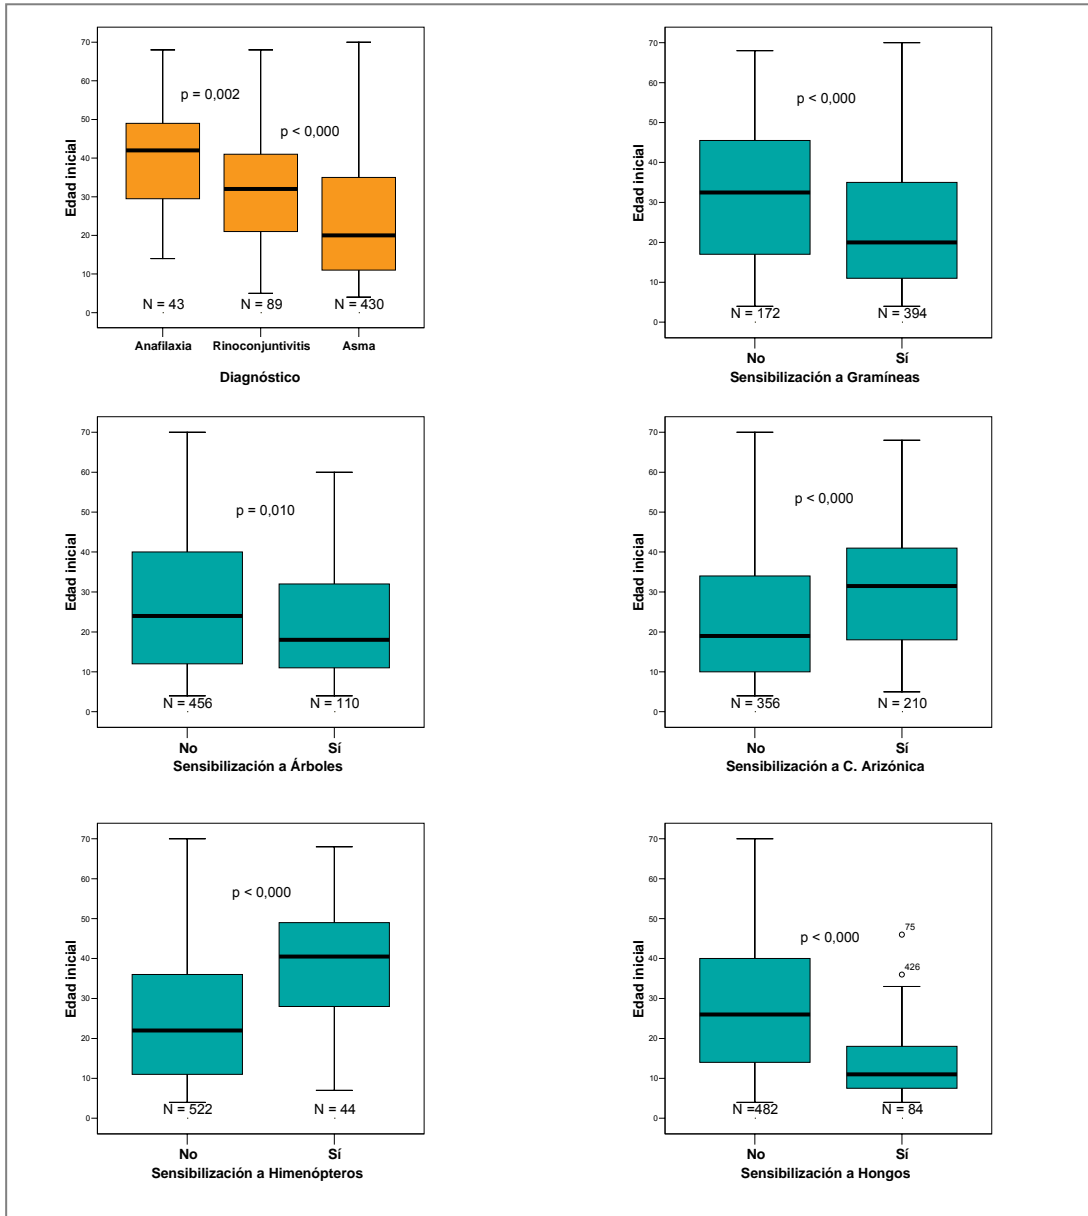 70
60
50
40
30
20
10
0
Edad inicial
p = 0,002
p < 0,000
N = 43
N = 89
N = 430
Anafilaxia
Rinoconjuntivitis
Asma
Diagnóstico
70
60
50
40
30
20
10
0
Edad inicial
p < 0,000
N = 172
N = 394
No
Sí
Sensibilización a Gramíneas
70
60
50
40
30
20
10
0
Edad inicial
p = 0,010
N = 456
N = 110
No
Sí
Sensibilización a Árboles
70
60
50
40
30
20
10
0
Edad inicial
p < 0,000
N = 356
N = 210
No
Sí
Sensibilización a C. Arizónica
70
60
50
40
30
20
10
0
Edad inicial
p < 0,000
N = 522
N = 44
No
Sí
Sensibilización a Himenópteros
70
60
50
40
30
20
10
0
Edad inicial
p < 0,000
75
426
N =482
N = 84
No
Sí
Sensibilización a Hongos